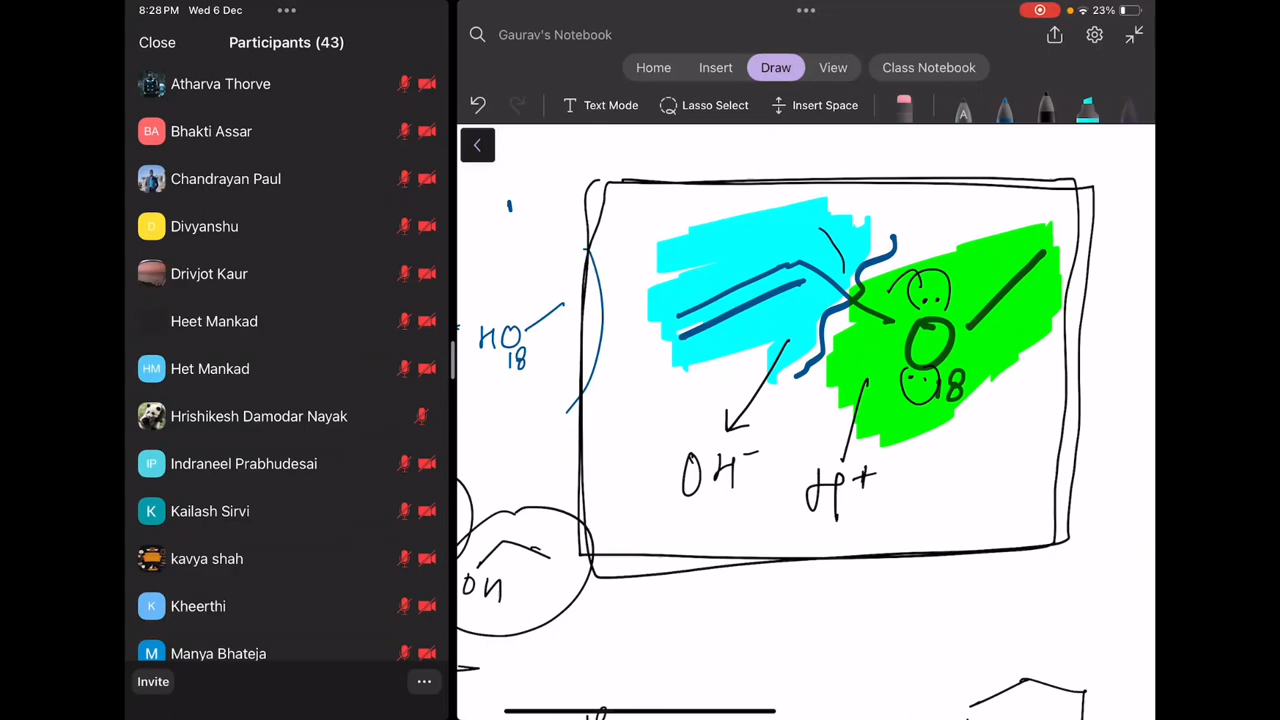 8:28PM Wed 6 Dec
23%
Close Participants (43)
Atharva Thorve
BA Bhakti Assar
Chandrayan Paul
D Divyanshu
Drivjot Kaur
Heet Mankad
HM Het Mankad
Hrishikesh Damodar Nayak
IP Indraneel Prabhudesai
K Kailash Sirvi
kavya shah
K Kheerthi
M Manya Bhateja
Invite
Gaurav's Notebook
Home Insert Draw View Class Notebook
Text Mode Lasso Select Insert Space
A
HO
18
O
18
OH⁻
H+
OH